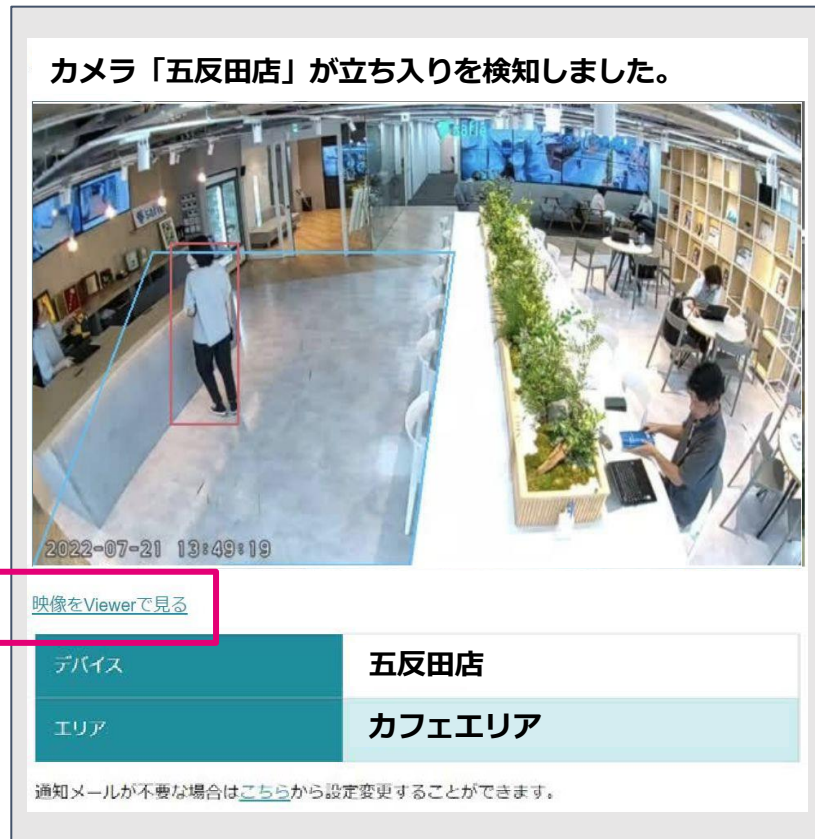 カメラ「五反田店」が立ち入りを検知しました。
safie
safie
2022-07-21 13:49:19
映像をViewerで見る
デバイス 五反田店
エリア カフェエリア
通知メールが不要な場合はこちらから設定変更することができます。